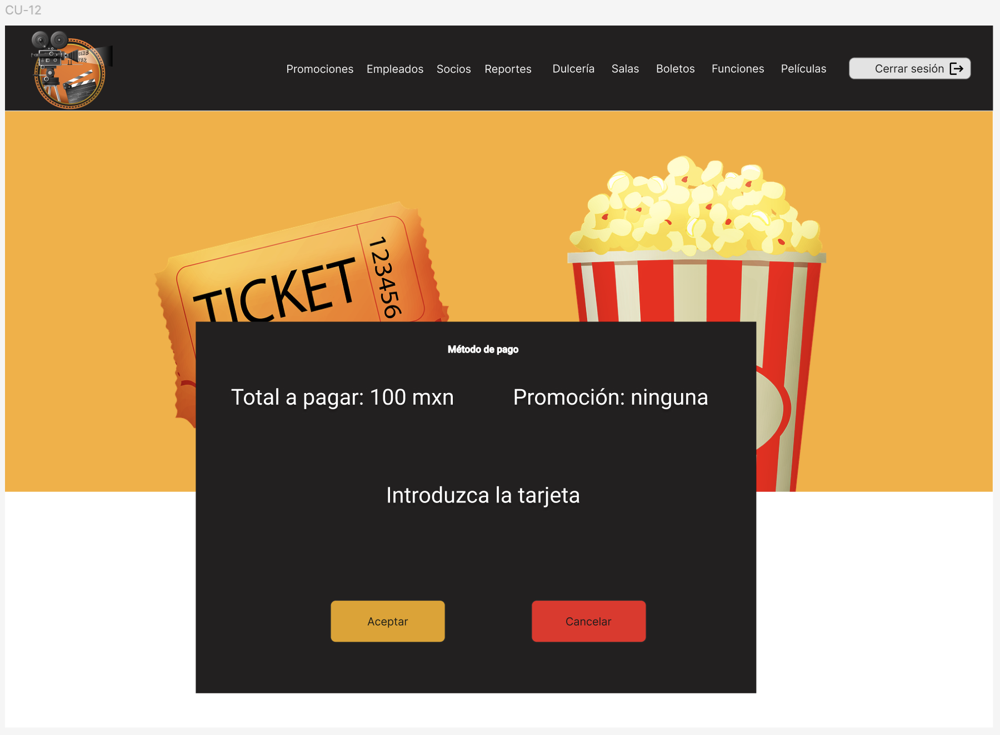 CU-12
Promociones Empleados Socios Reportes Dulcería Salas Boletos Funciones Películas Cerrar sesión
TICKET
123456
Método de pago
Total a pagar: 100 mxn Promoción: ninguna
Introduzca la tarjeta
Aceptar Cancelar